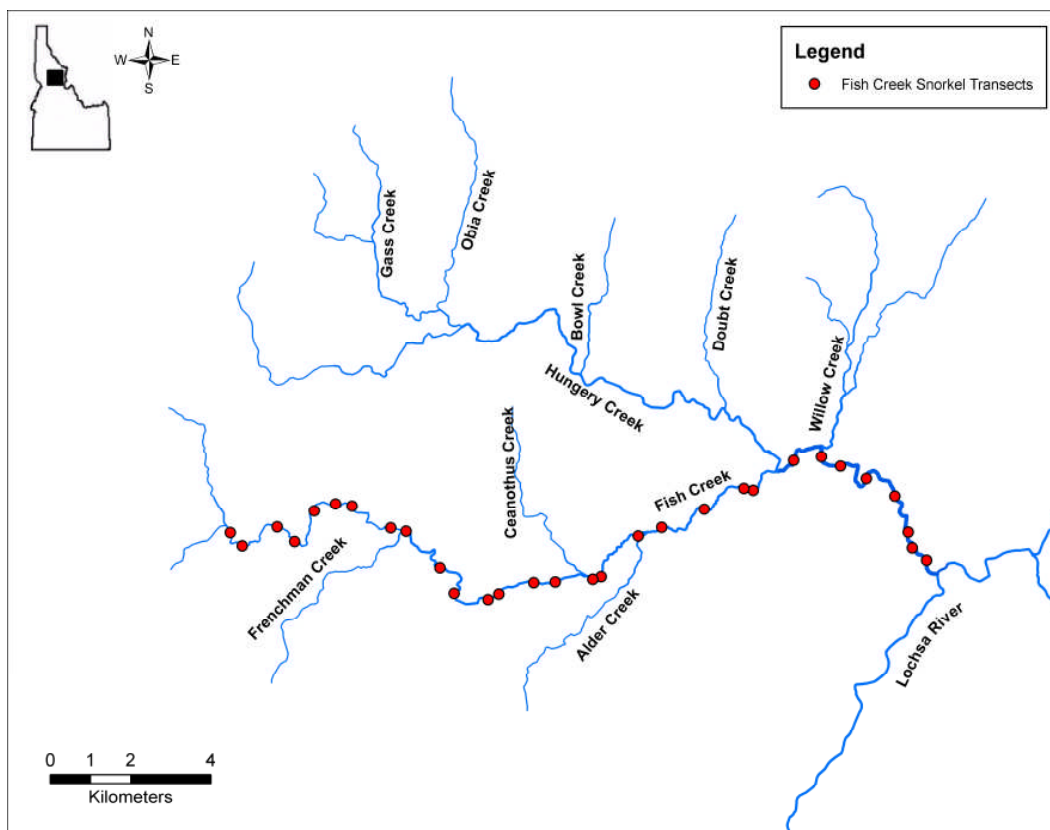 N
W E
S
Legend
Fish Creek Snorkel Transects
Gass Creek
Obia Creek
Bowl Creek
Doubt Creek
Willow Creek
Hungery Creek
Ceanothus Creek
Fish Creek
Frenchman Creek
Alder Creek
Lochsa River
0 1 2 4
Kilometers